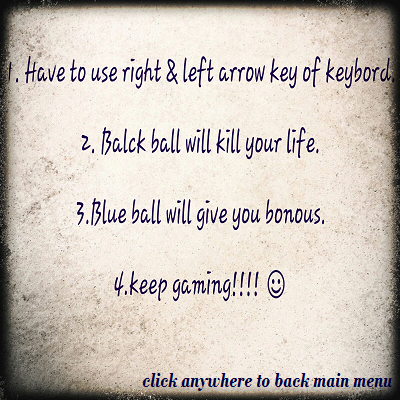 1. Have to use right & left arrow key of keybord.
2. Balck ball will kill your life.
3.Blue ball will give you bonous.
4.keep gaming!!!! ☺
click anywhere to back main menu